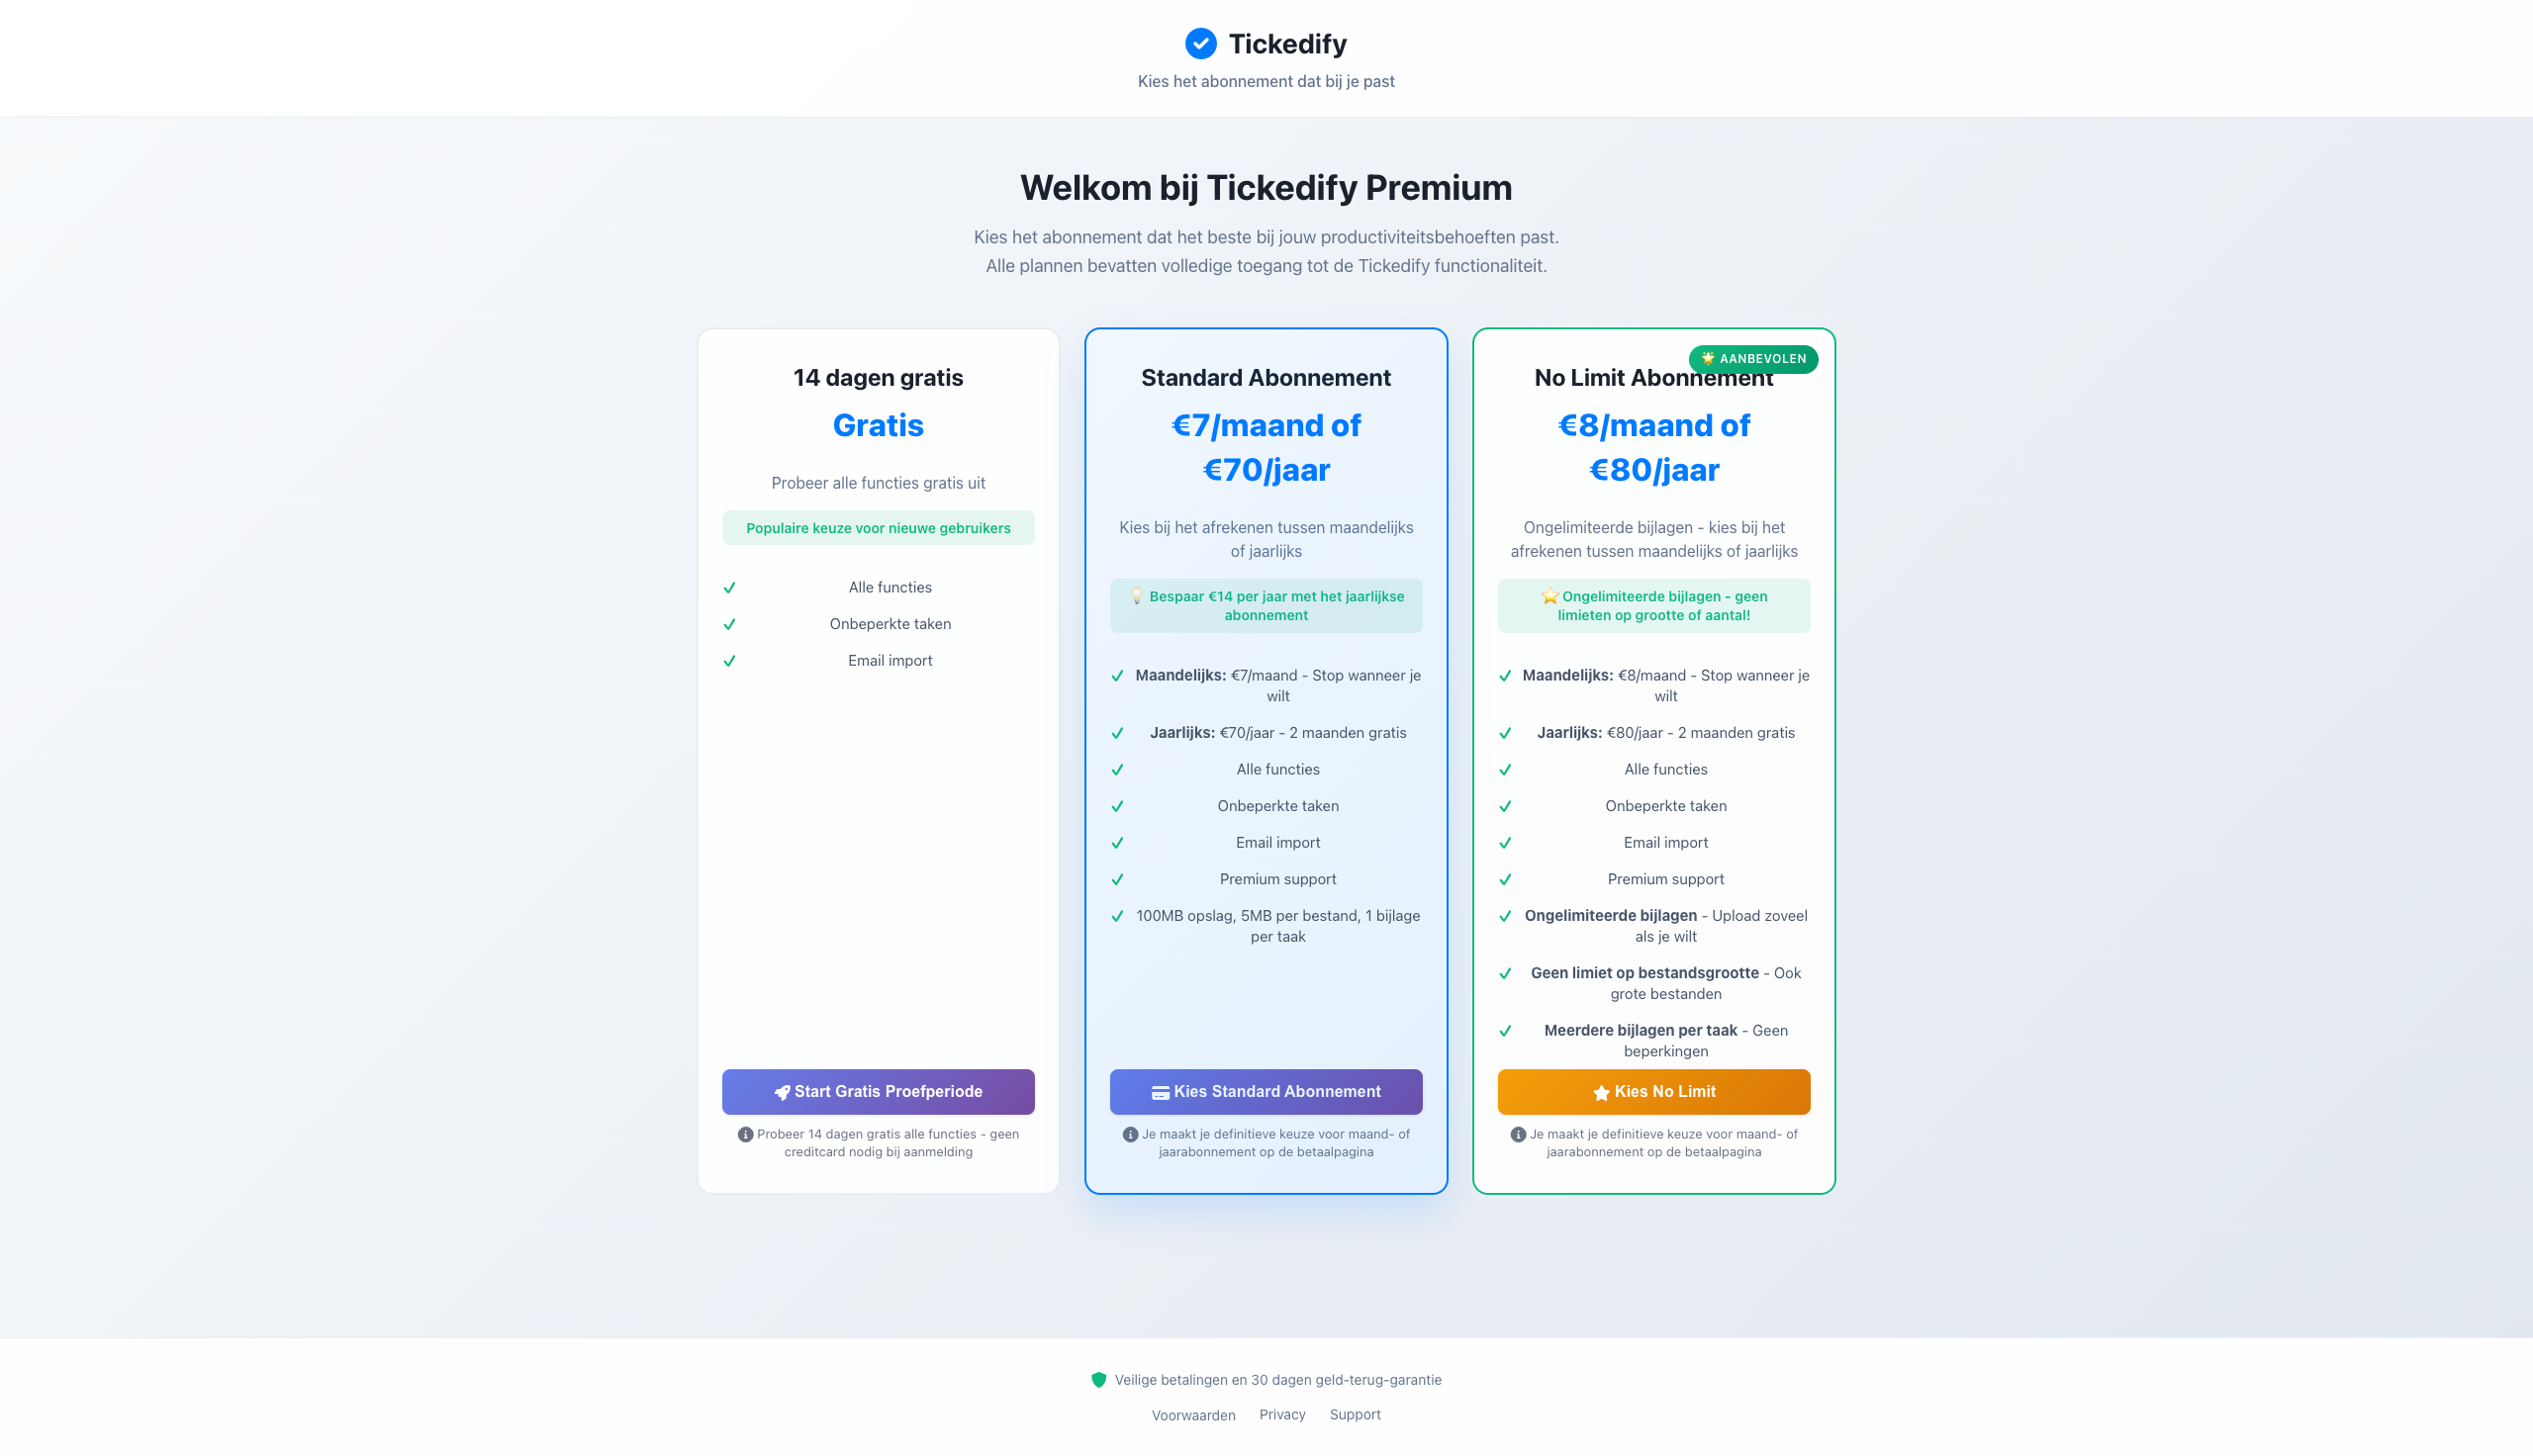 Tickedify
Kies het abonnement dat bij je past
Welkom bij Tickedify Premium
Kies het abonnement dat het beste bij jouw productiviteitsbehoeften past.
Alle plannen bevatten volledige toegang tot de Tickedify functionaliteit.
14 dagen gratis
Gratis
Probeer alle functies gratis uit
Populaire keuze voor nieuwe gebruikers
Alle functies
Onbeperkte taken
Email import
Start Gratis Proefperiode
Probeer 14 dagen gratis alle functies - geen
creditcard nodig bij aanmelding
Standard Abonnement
€7/maand of
€70/jaar
Kies bij het afrekenen tussen maandelijks
of jaarlijks
💡 Bespaar €14 per jaar met het jaarlijkse
abonnement
Maandelijks: €7/maand - Stop wanneer je
wilt
Jaarlijks: €70/jaar - 2 maanden gratis
Alle functies
Onbeperkte taken
Email import
Premium support
100MB opslag, 5MB per bestand, 1 bijlage
per taak
Kies Standard Abonnement
Je maakt je definitieve keuze voor maand- of
jaarabonnement op de betaalpagina
🌟 AANBEVOLEN
No Limit Abonnement
€8/maand of
€80/jaar
Ongelimiteerde bijlagen - kies bij het
afrekenen tussen maandelijks of jaarlijks
⭐ Ongelimiteerde bijlagen - geen
limieten op grootte of aantal!
Maandelijks: €8/maand - Stop wanneer je
wilt
Jaarlijks: €80/jaar - 2 maanden gratis
Alle functies
Onbeperkte taken
Email import
Premium support
Ongelimiteerde bijlagen - Upload zoveel
als je wilt
Geen limiet op bestandsgrootte - Ook
grote bestanden
Meerdere bijlagen per taak - Geen
beperkingen
Kies No Limit
Je maakt je definitieve keuze voor maand- of
jaarabonnement op de betaalpagina
Veilige betalingen en 30 dagen geld-terug-garantie
Voorwaarden Privacy Support